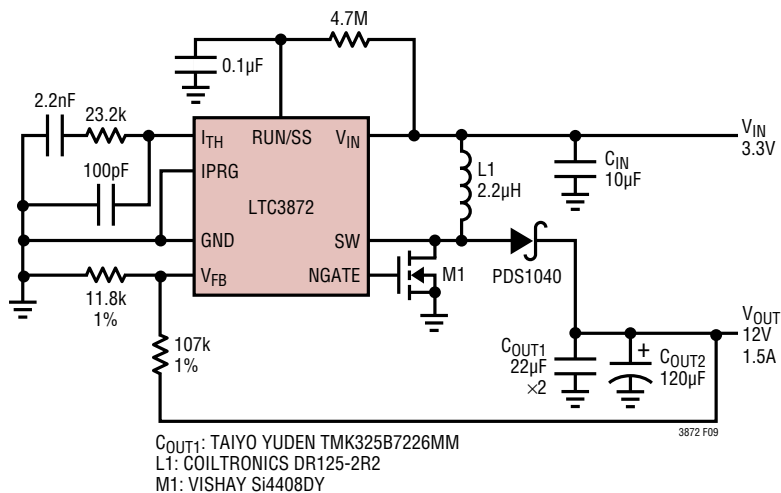 4.7M
0.1µF
2.2nF
23.2k
100pF
ITH
RUN/SS
VIN
IPRG
LTC3872
GND
SW
VFB
NGATE
11.8k
1%
107k
1%
L1
2.2µH
CIN
10µF
VIN
3.3V
M1
PDS1040
VOUT
12V
1.5A
COUT1
22µF
×2
+
COUT2
120µF
3872 F09
COUT1: TAIYO YUDEN TMK325B7226MM
L1: COILTRONICS DR125-2R2
M1: VISHAY Si4408DY